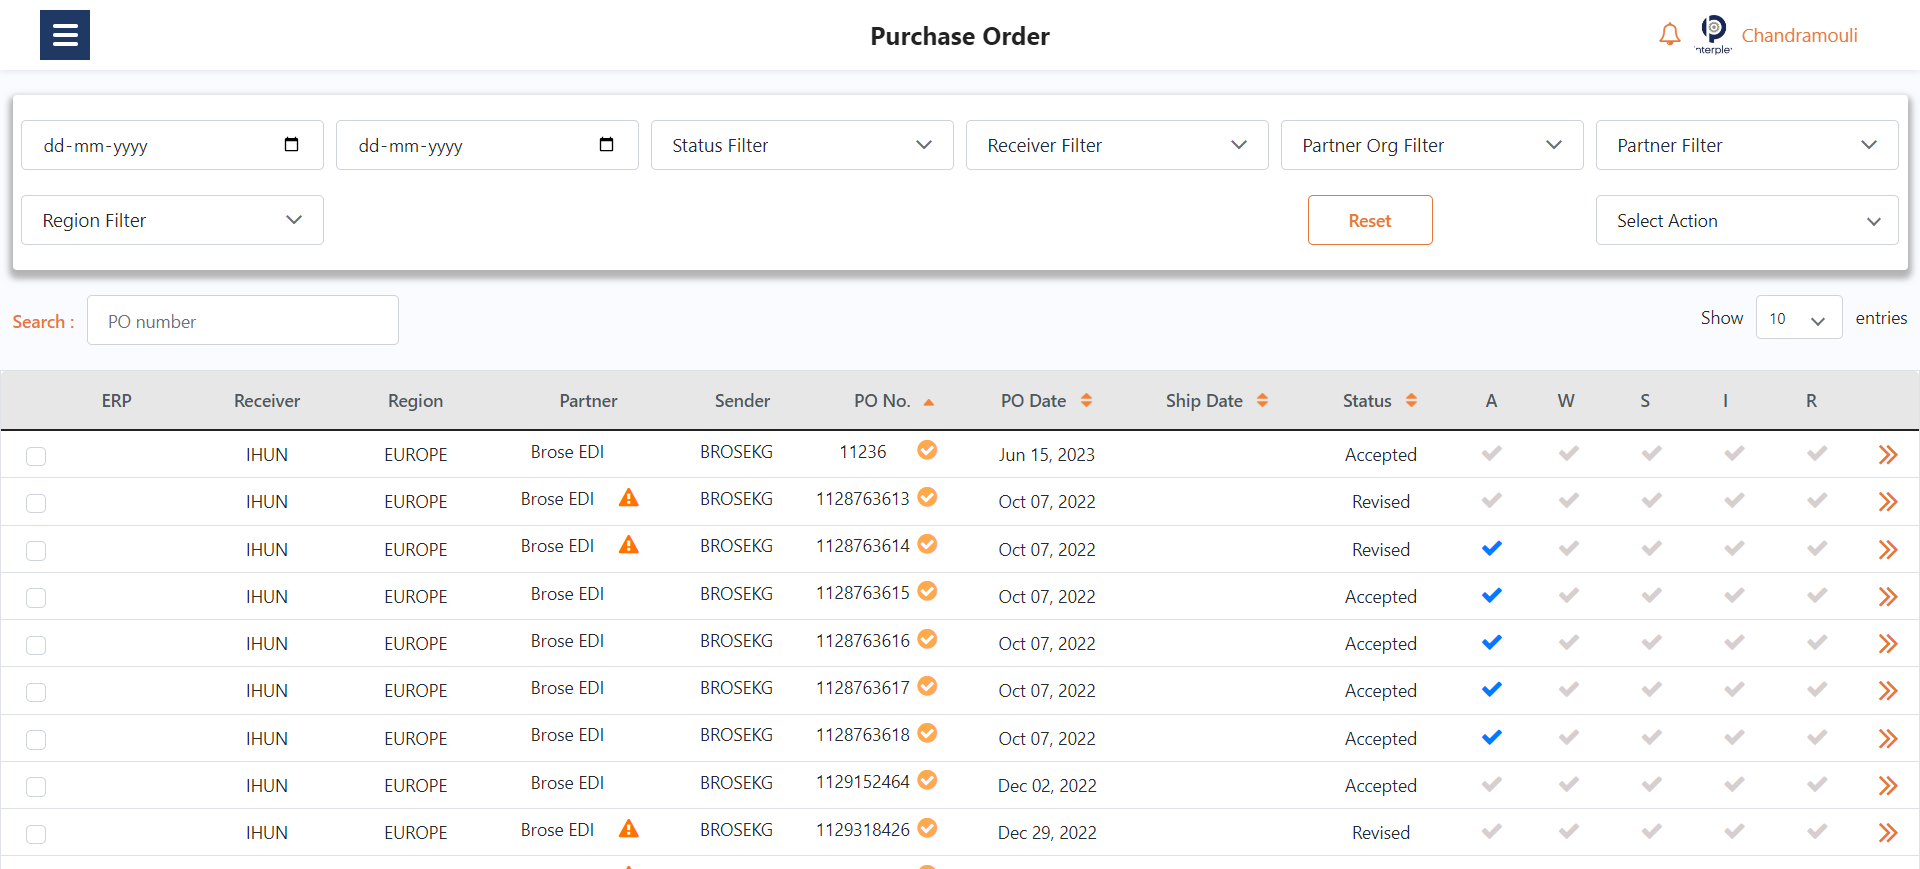 Purchase Order
nterple
Chandramouli
dd-mm-yyyy dd-mm-yyyy Status Filter Receiver Filter Partner Org Filter Partner Filter
Region Filter Reset Select Action
Search : PO number Show 10 entries
ERP Receiver Region Partner Sender PO No. PO Date Ship Date Status A W S I R
IHUN EUROPE Brose EDI BROSEKG 11236 Jun 15, 2023 Accepted
IHUN EUROPE Brose EDI BROSEKG 1128763613 Oct 07, 2022 Revised
IHUN EUROPE Brose EDI BROSEKG 1128763614 Oct 07, 2022 Revised
IHUN EUROPE Brose EDI BROSEKG 1128763615 Oct 07, 2022 Accepted
IHUN EUROPE Brose EDI BROSEKG 1128763616 Oct 07, 2022 Accepted
IHUN EUROPE Brose EDI BROSEKG 1128763617 Oct 07, 2022 Accepted
IHUN EUROPE Brose EDI BROSEKG 1128763618 Oct 07, 2022 Accepted
IHUN EUROPE Brose EDI BROSEKG 1129152464 Dec 02, 2022 Accepted
IHUN EUROPE Brose EDI BROSEKG 1129318426 Dec 29, 2022 Revised